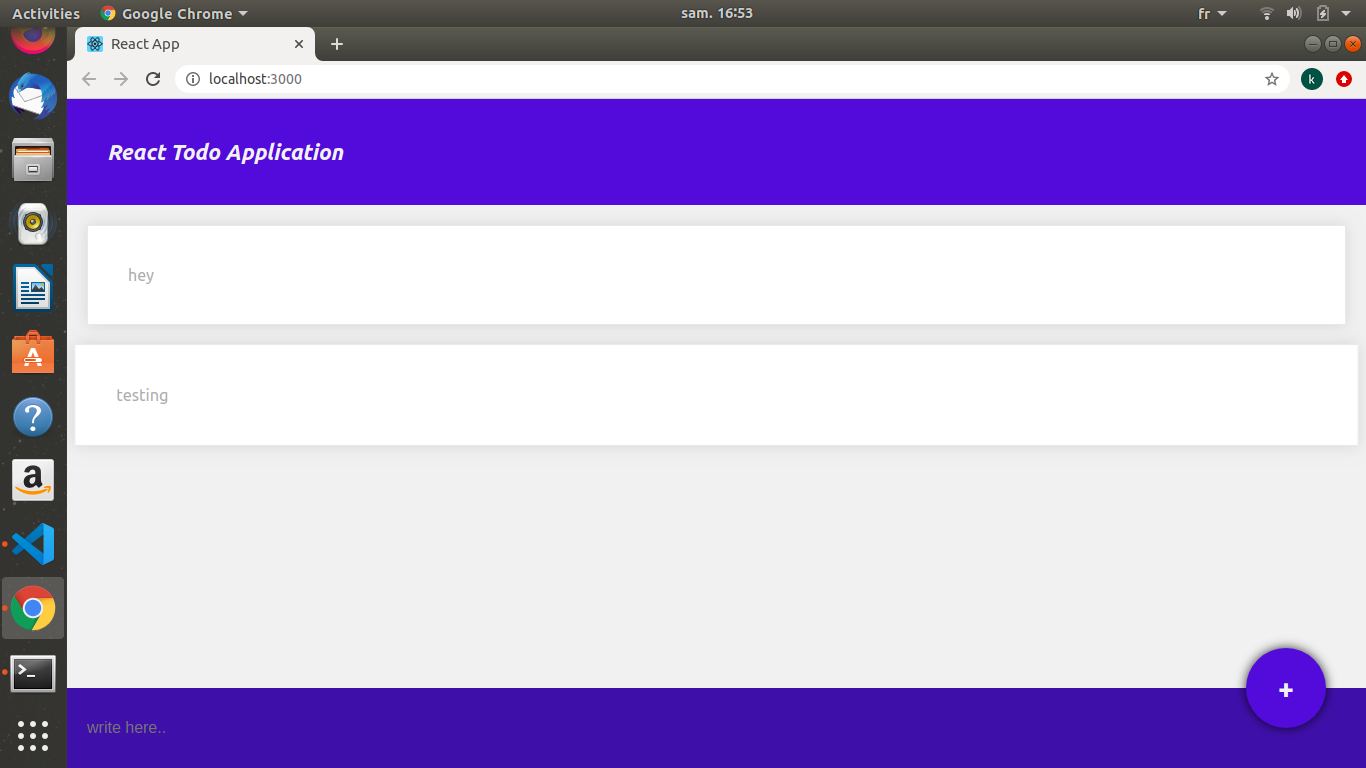 Activities
Google Chrome
sam. 16:53
fr
React App
localhost:3000
k
React Todo Application
hey
testing
+
write here..